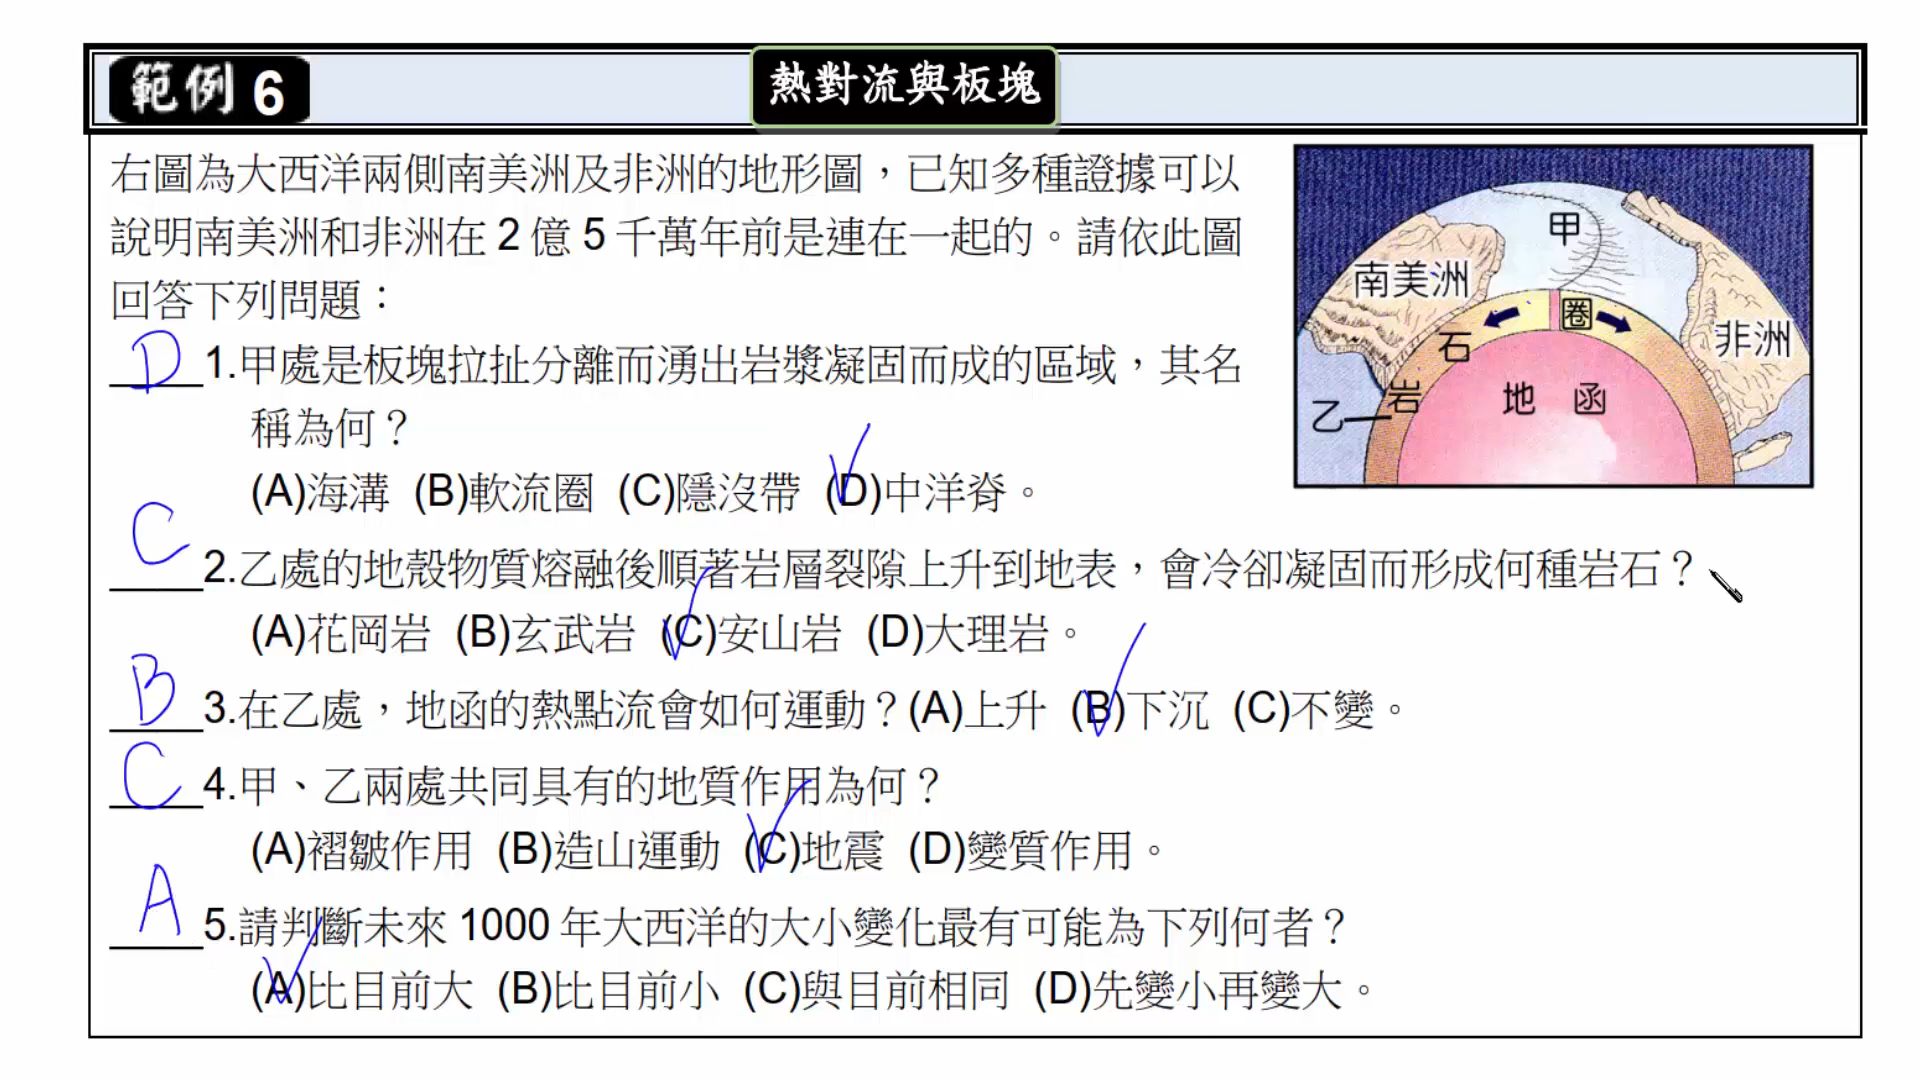 範例 6
熱對流與板塊
右圖為大西洋兩側南美洲及非洲的地形圖，已知多種證據可以
說明南美洲和非洲在 2 億 5 千萬年前是連在一起的。請依此圖
回答下列問題：
D 1.甲處是板塊拉扯分離而湧出岩漿凝固而成的區域，其名
稱為何？
(A)海溝 (B)軟流圈 (C)隱沒帶 (D)中洋脊。
C 2.乙處的地殼物質熔融後順著岩層裂隙上升到地表，會冷卻凝固而形成何種岩石？
(A)花岡岩 (B)玄武岩 (C)安山岩 (D)大理岩。
B 3.在乙處，地函的熱點流會如何運動？(A)上升 (B)下沉 (C)不變。
C 4.甲、乙兩處共同具有的地質作用為何？
(A)褶皺作用 (B)造山運動 (C)地震 (D)變質作用。
A 5.請判斷未來 1000 年大西洋的大小變化最有可能為下列何者？
(A)比目前大 (B)比目前小 (C)與目前相同 (D)先變小再變大。
甲
南美洲
圈
非洲
石
岩
地函
乙